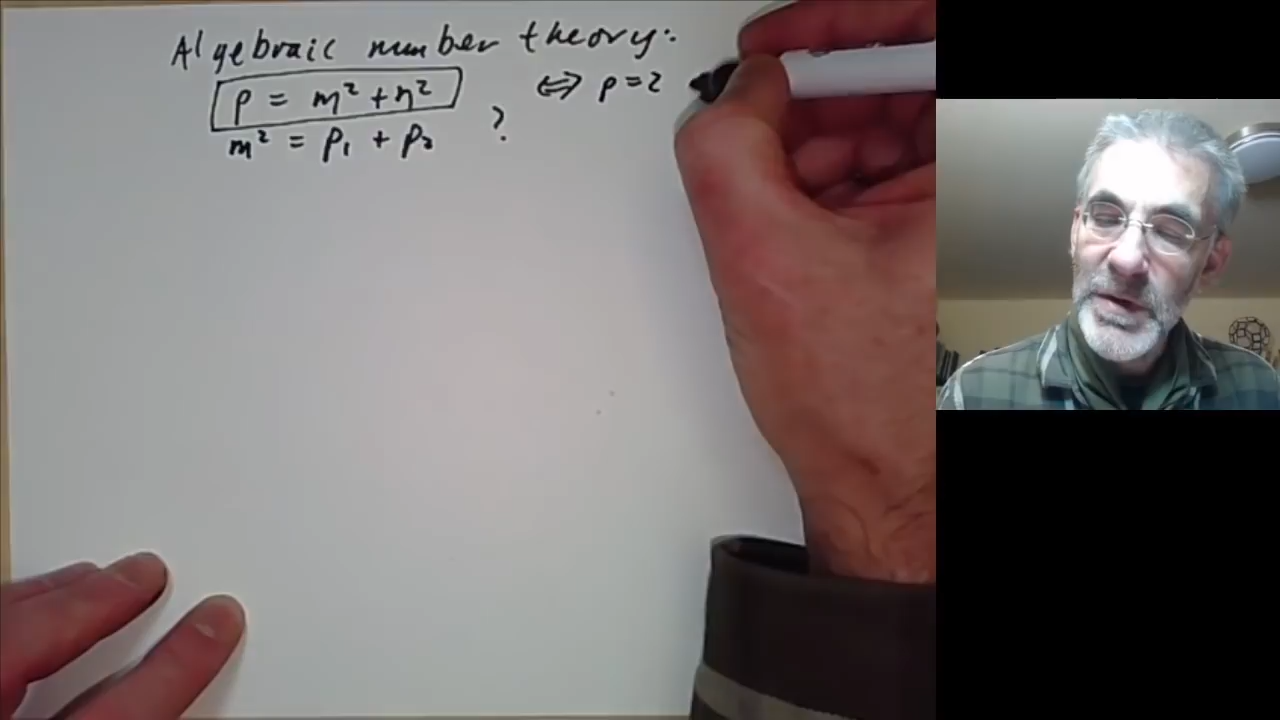 Algebraic number theory:
p = m² + n² ⇔ p = 2
m² = p₁ + p₂ ?